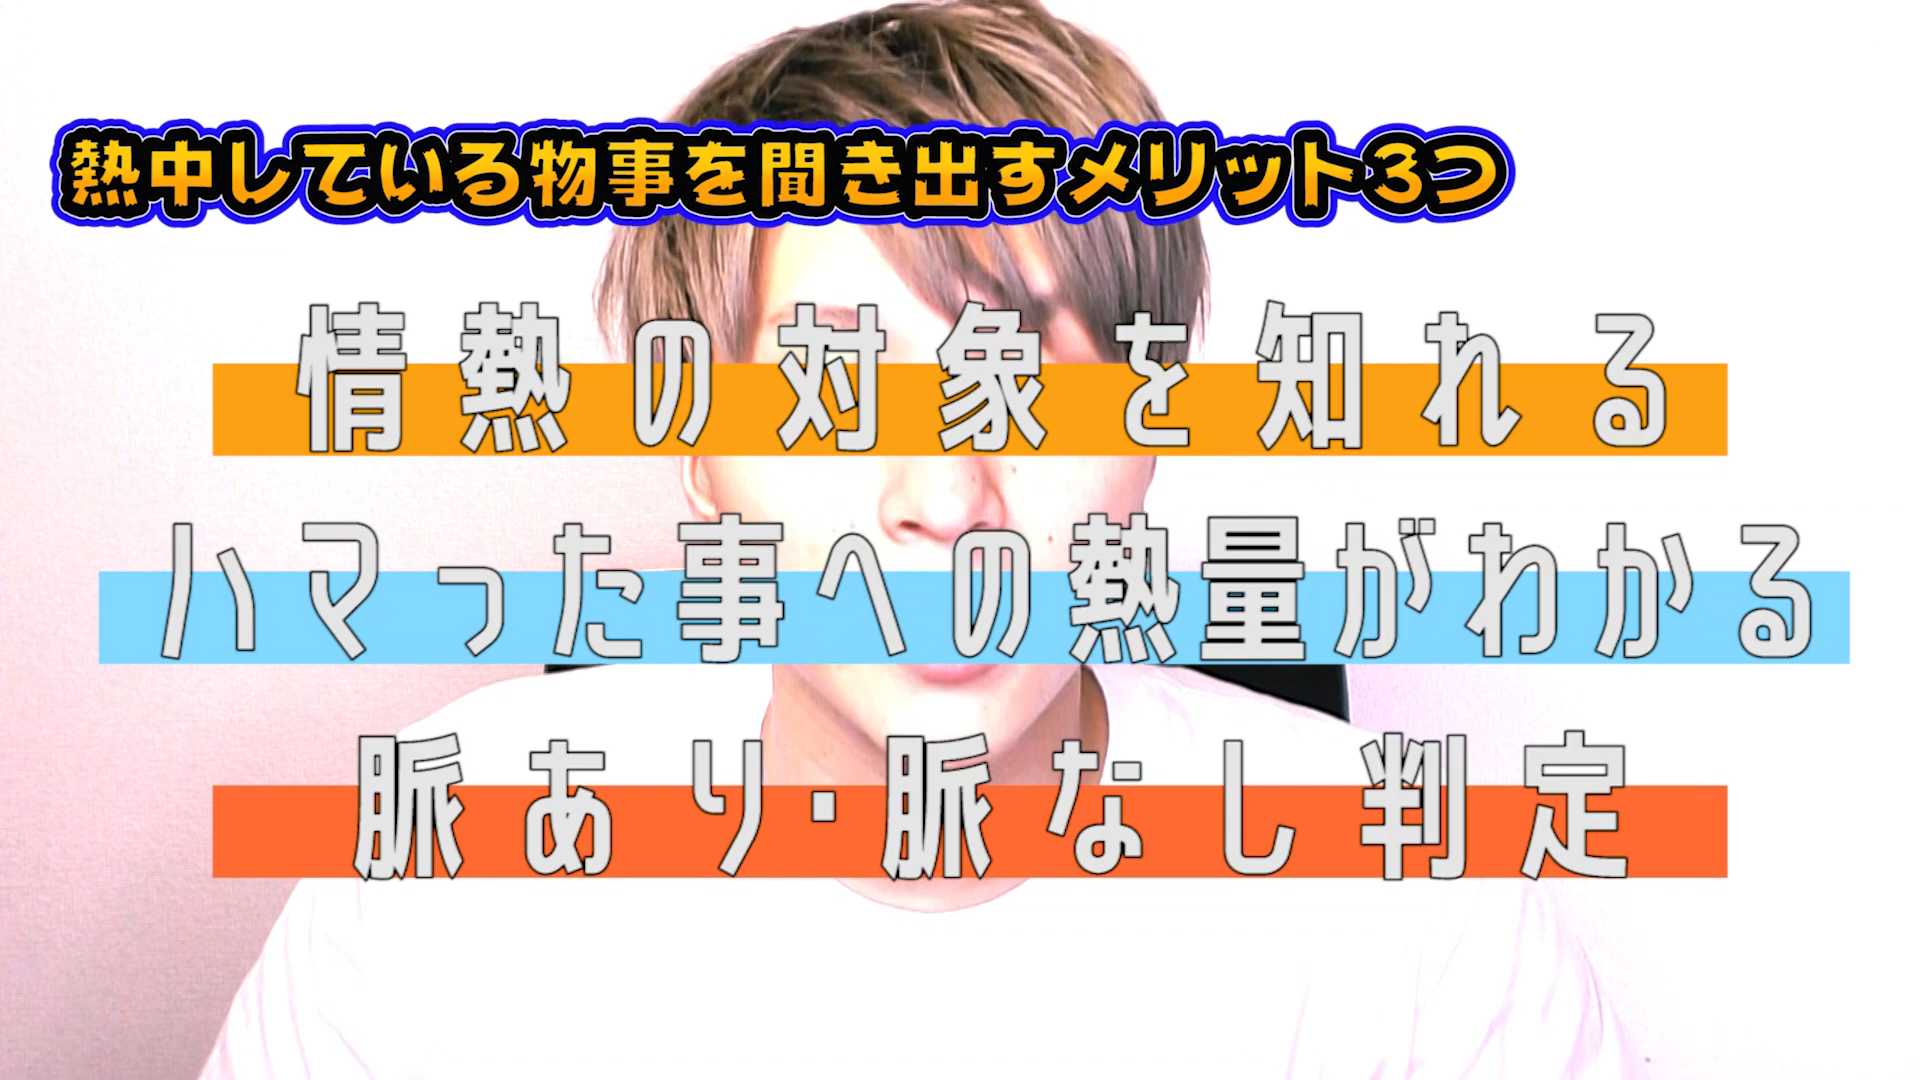 熱中している物事を聞き出すメリット3つ
情熱の対象を知れる
ハマった事への熱量がわかる
脈あり・脈なし判定